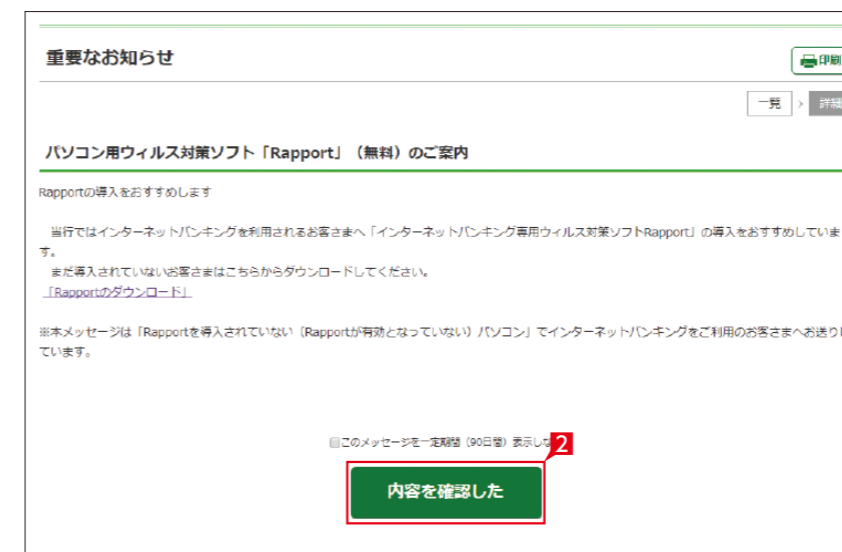 重要なお知らせ
印刷
一覧 > 詳細
パソコン用ウィルス対策ソフト「Rapport」（無料）のご案内
Rapportの導入をおすすめします
当行ではインターネットバンキングを利用されるお客さまへ「インターネットバンキング専用ウィルス対策ソフトRapport」の導入をおすすめしていま
す。
まだ導入されていないお客さまはこちらからダウンロードしてください。
「Rapportのダウンロード」
※本メッセージは「Rapportを導入されていない（Rapportが有効となっていない）パソコン」でインターネットバンキングをご利用のお客さまへお送りし
ています。
このメッセージを一定期間（90日間）表示しな
2
内容を確認した